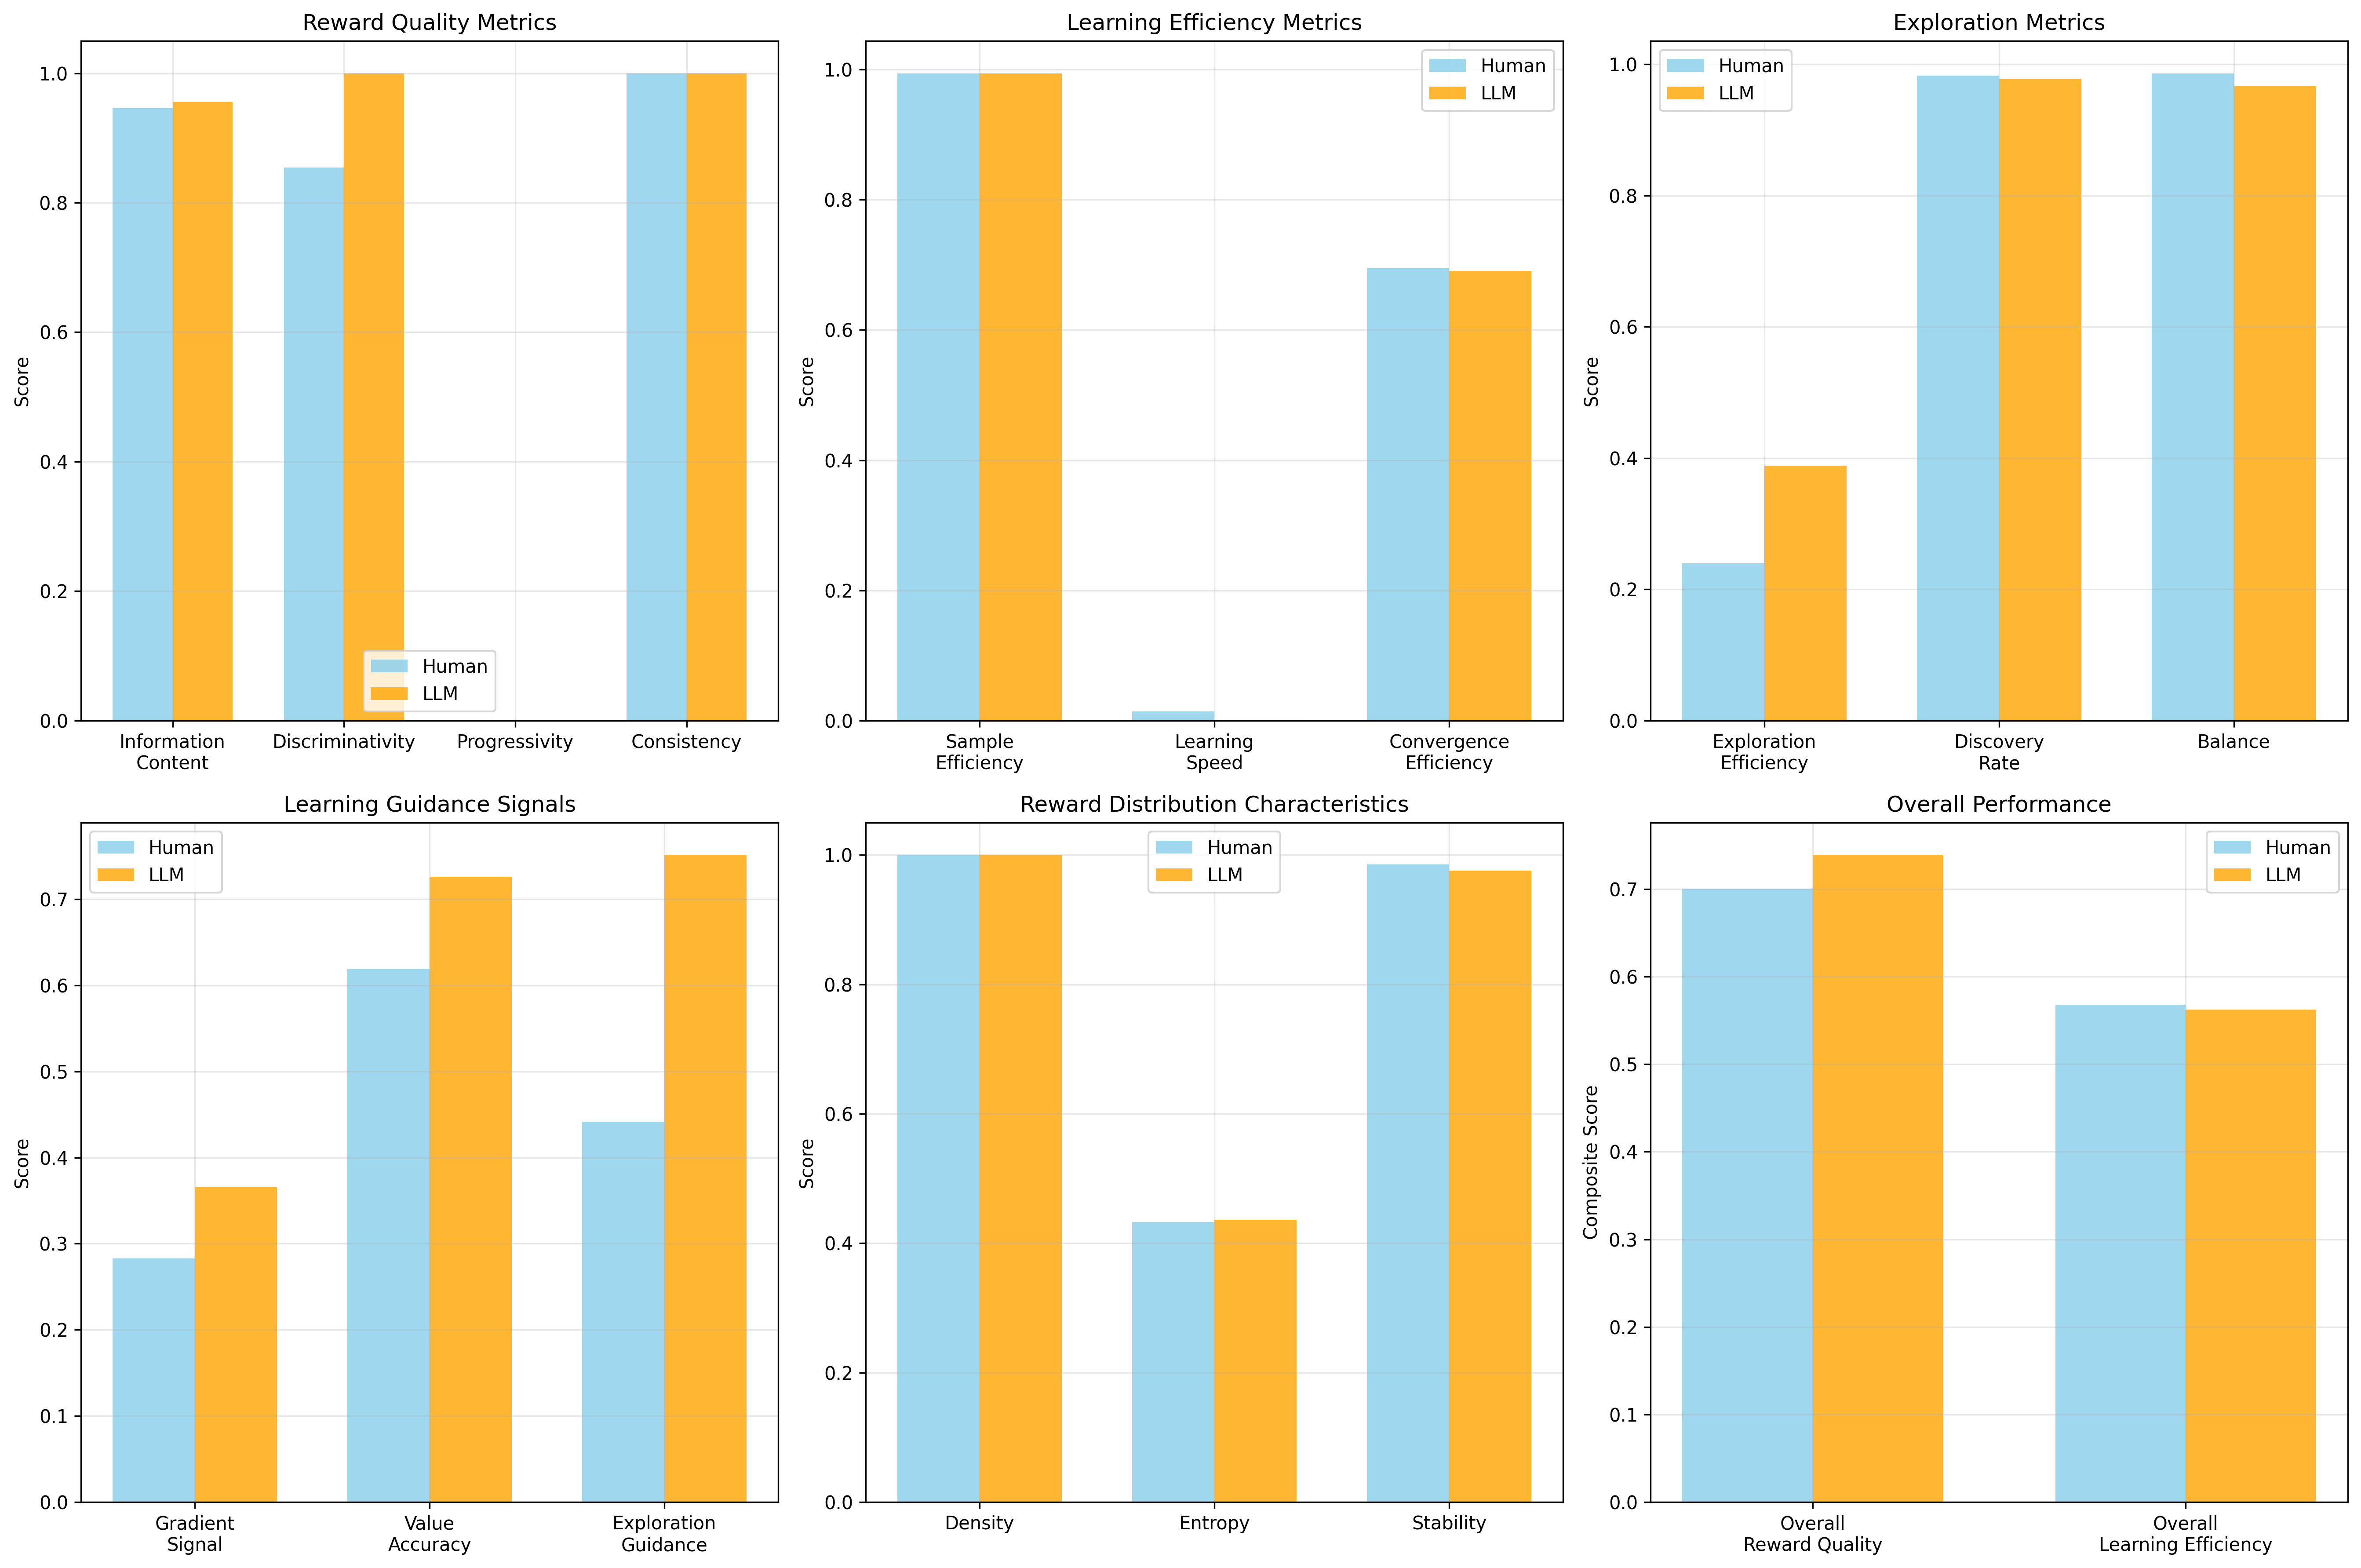 Reward Quality Metrics
Score
1.0
0.8
0.6
0.4
0.2
0.0
Human
LLM
Information
Content
Discriminativity
Progressivity
Consistency
Learning Efficiency Metrics
Score
1.0
0.8
0.6
0.4
0.2
0.0
Human
LLM
Sample
Efficiency
Learning
Speed
Convergence
Efficiency
Exploration Metrics
Score
1.0
0.8
0.6
0.4
0.2
0.0
Human
LLM
Exploration
Efficiency
Discovery
Rate
Balance
Learning Guidance Signals
Score
0.7
0.6
0.5
0.4
0.3
0.2
0.1
0.0
Human
LLM
Gradient
Signal
Value
Accuracy
Exploration
Guidance
Reward Distribution Characteristics
Score
1.0
0.8
0.6
0.4
0.2
0.0
Human
LLM
Density
Entropy
Stability
Overall Performance
Composite Score
0.7
0.6
0.5
0.4
0.3
0.2
0.1
0.0
Human
LLM
Overall
Reward Quality
Overall
Learning Efficiency